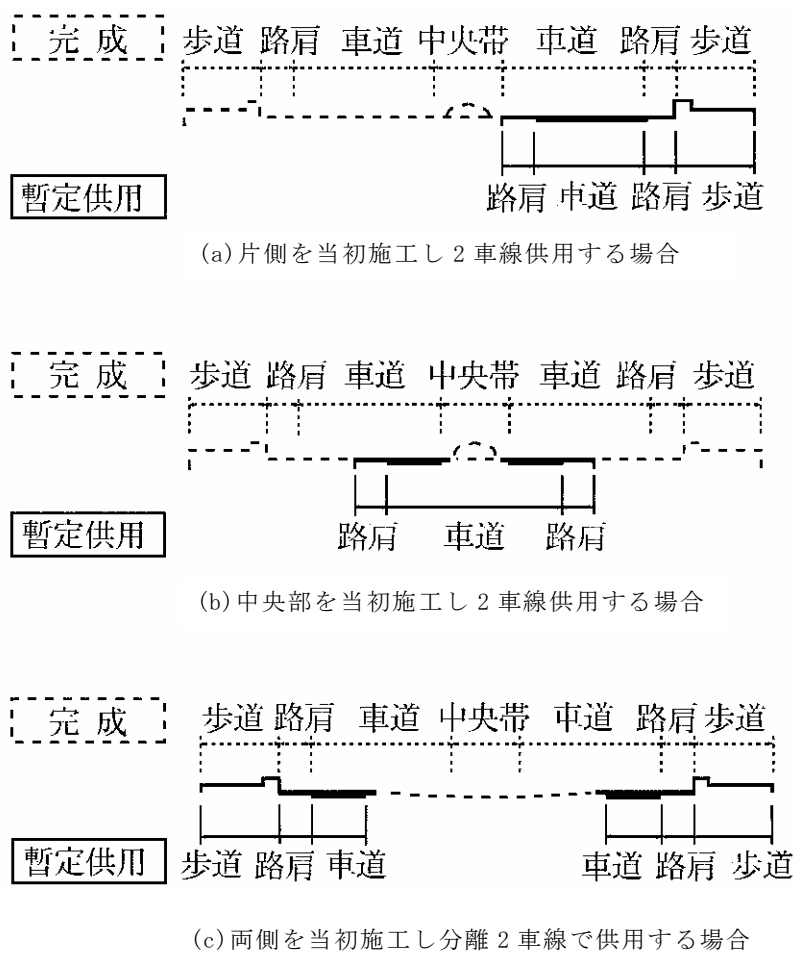 完成 歩道 路肩 車道 中央帯 車道 路肩 歩道
暫定供用 路肩 車道 路肩 歩道
(a)片側を当初施工し2車線供用する場合
完成 歩道 路肩 車道 中央帯 車道 路肩 歩道
暫定供用 路肩 車道 路肩
(b)中央部を当初施工し2車線供用する場合
完成 歩道 路肩 車道 中央帯 車道 路肩 歩道
暫定供用 歩道 路肩 車道 車道 路肩 歩道
(c)両側を当初施工し分離2車線で供用する場合